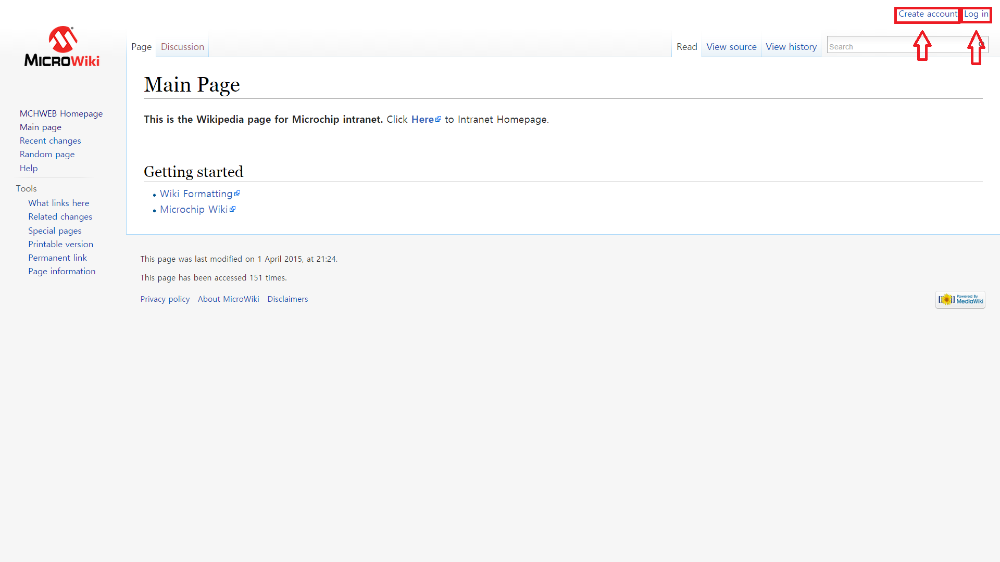 Create account Log in
MICROWiki
Page Discussion Read View source View history Search
Main Page
MCHWEB Homepage
Main page
Recent changes
Random page
Help
Tools
What links here
Related changes
Special pages
Printable version
Permanent link
Page information
This is the Wikipedia page for Microchip intranet. Click Here to Intranet Homepage.
Getting started
Wiki Formatting
Microchip Wiki
This page was last modified on 1 April 2015, at 21:24.
This page has been accessed 151 times.
Privacy policy About MicroWiki Disclaimers
Powered By
MediaWiki